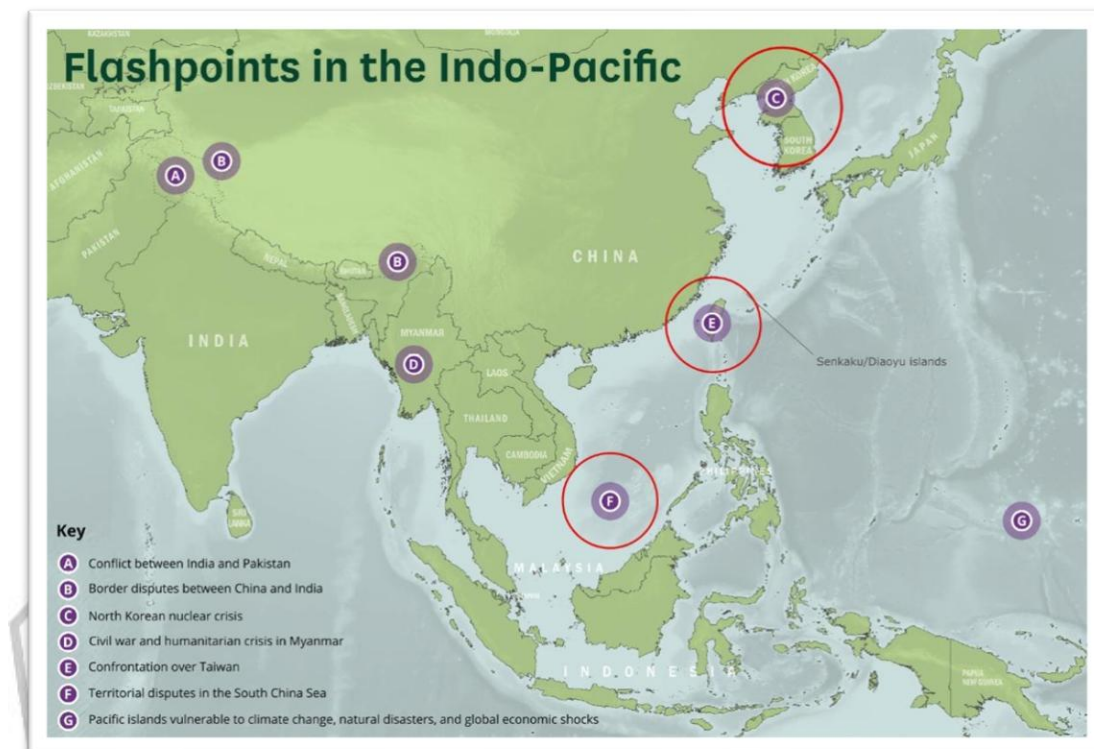 Flashpoints in the Indo-Pacific
KAZAKHSTAN
MONGOLIA
TAJIKISTAN
AFGHANISTAN
PAKISTAN
A
B
C
KOREA
SOUTH
KOREA
JAPAN
B
NEPAL
BHUTAN
BANGLADESH
CHINA
INDIA
MYANMAR
D
LAOS
THAILAND
CAMBODIA
VIETNAM
E
Senkaku/Diaoyu islands
PHILIPPINES
F
G
SRI
LANKA
MALAYSIA
INDONESIA
PAPUA
NEW GUINEA
Key
A Conflict between India and Pakistan
B Border disputes between China and India
C North Korean nuclear crisis
D Civil war and humanitarian crisis in Myanmar
E Confrontation over Taiwan
F Territorial disputes in the South China Sea
G Pacific islands vulnerable to climate change, natural disasters, and global economic shocks